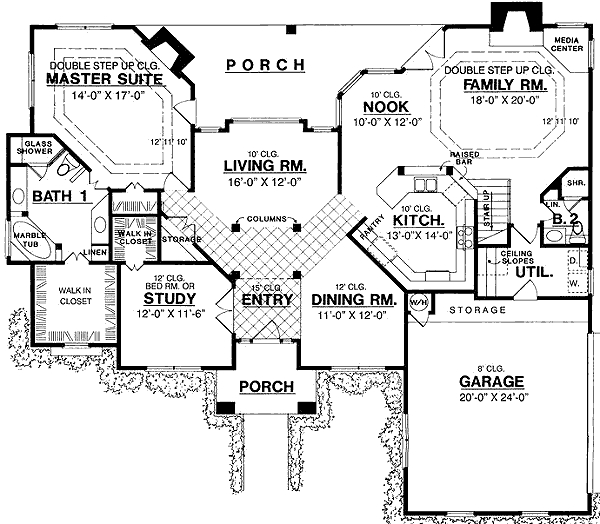 MEDIA
CENTER
DOUBLE STEP UP CLG.
MASTER SUITE
14'-0" X 17'-0"
12' 11' 10'
PORCH
DOUBLE STEP UP CLG.
FAMILY RM.
18'-0" X 20'-0"
12' 11' 10'
10' CLG.
NOOK
10'-0" X 12'-0"
GLASS
SHOWER
BATH 1
MARBLE
TUB
LINEN
10' CLG.
LIVING RM.
16'-0" X 12'-0"
RAISED
BAR
10' CLG.
KITCH.
13'-0" X 14'-0"
PANTRY
STAIR UP
SHR.
LIN.
B. 2
COLUMNS
WALK IN
CLOSET
STORAGE
CEILING
SLOPES
UTIL.
D.
W.
WALK IN
CLOSET
12' CLG.
BED RM. OR
STUDY
12'-0" X 11'-6"
15' CLG.
ENTRY
12' CLG.
DINING RM.
11'-0" X 12'-0"
W/H
STORAGE
PORCH
8' CLG.
GARAGE
20'-0" X 24'-0"